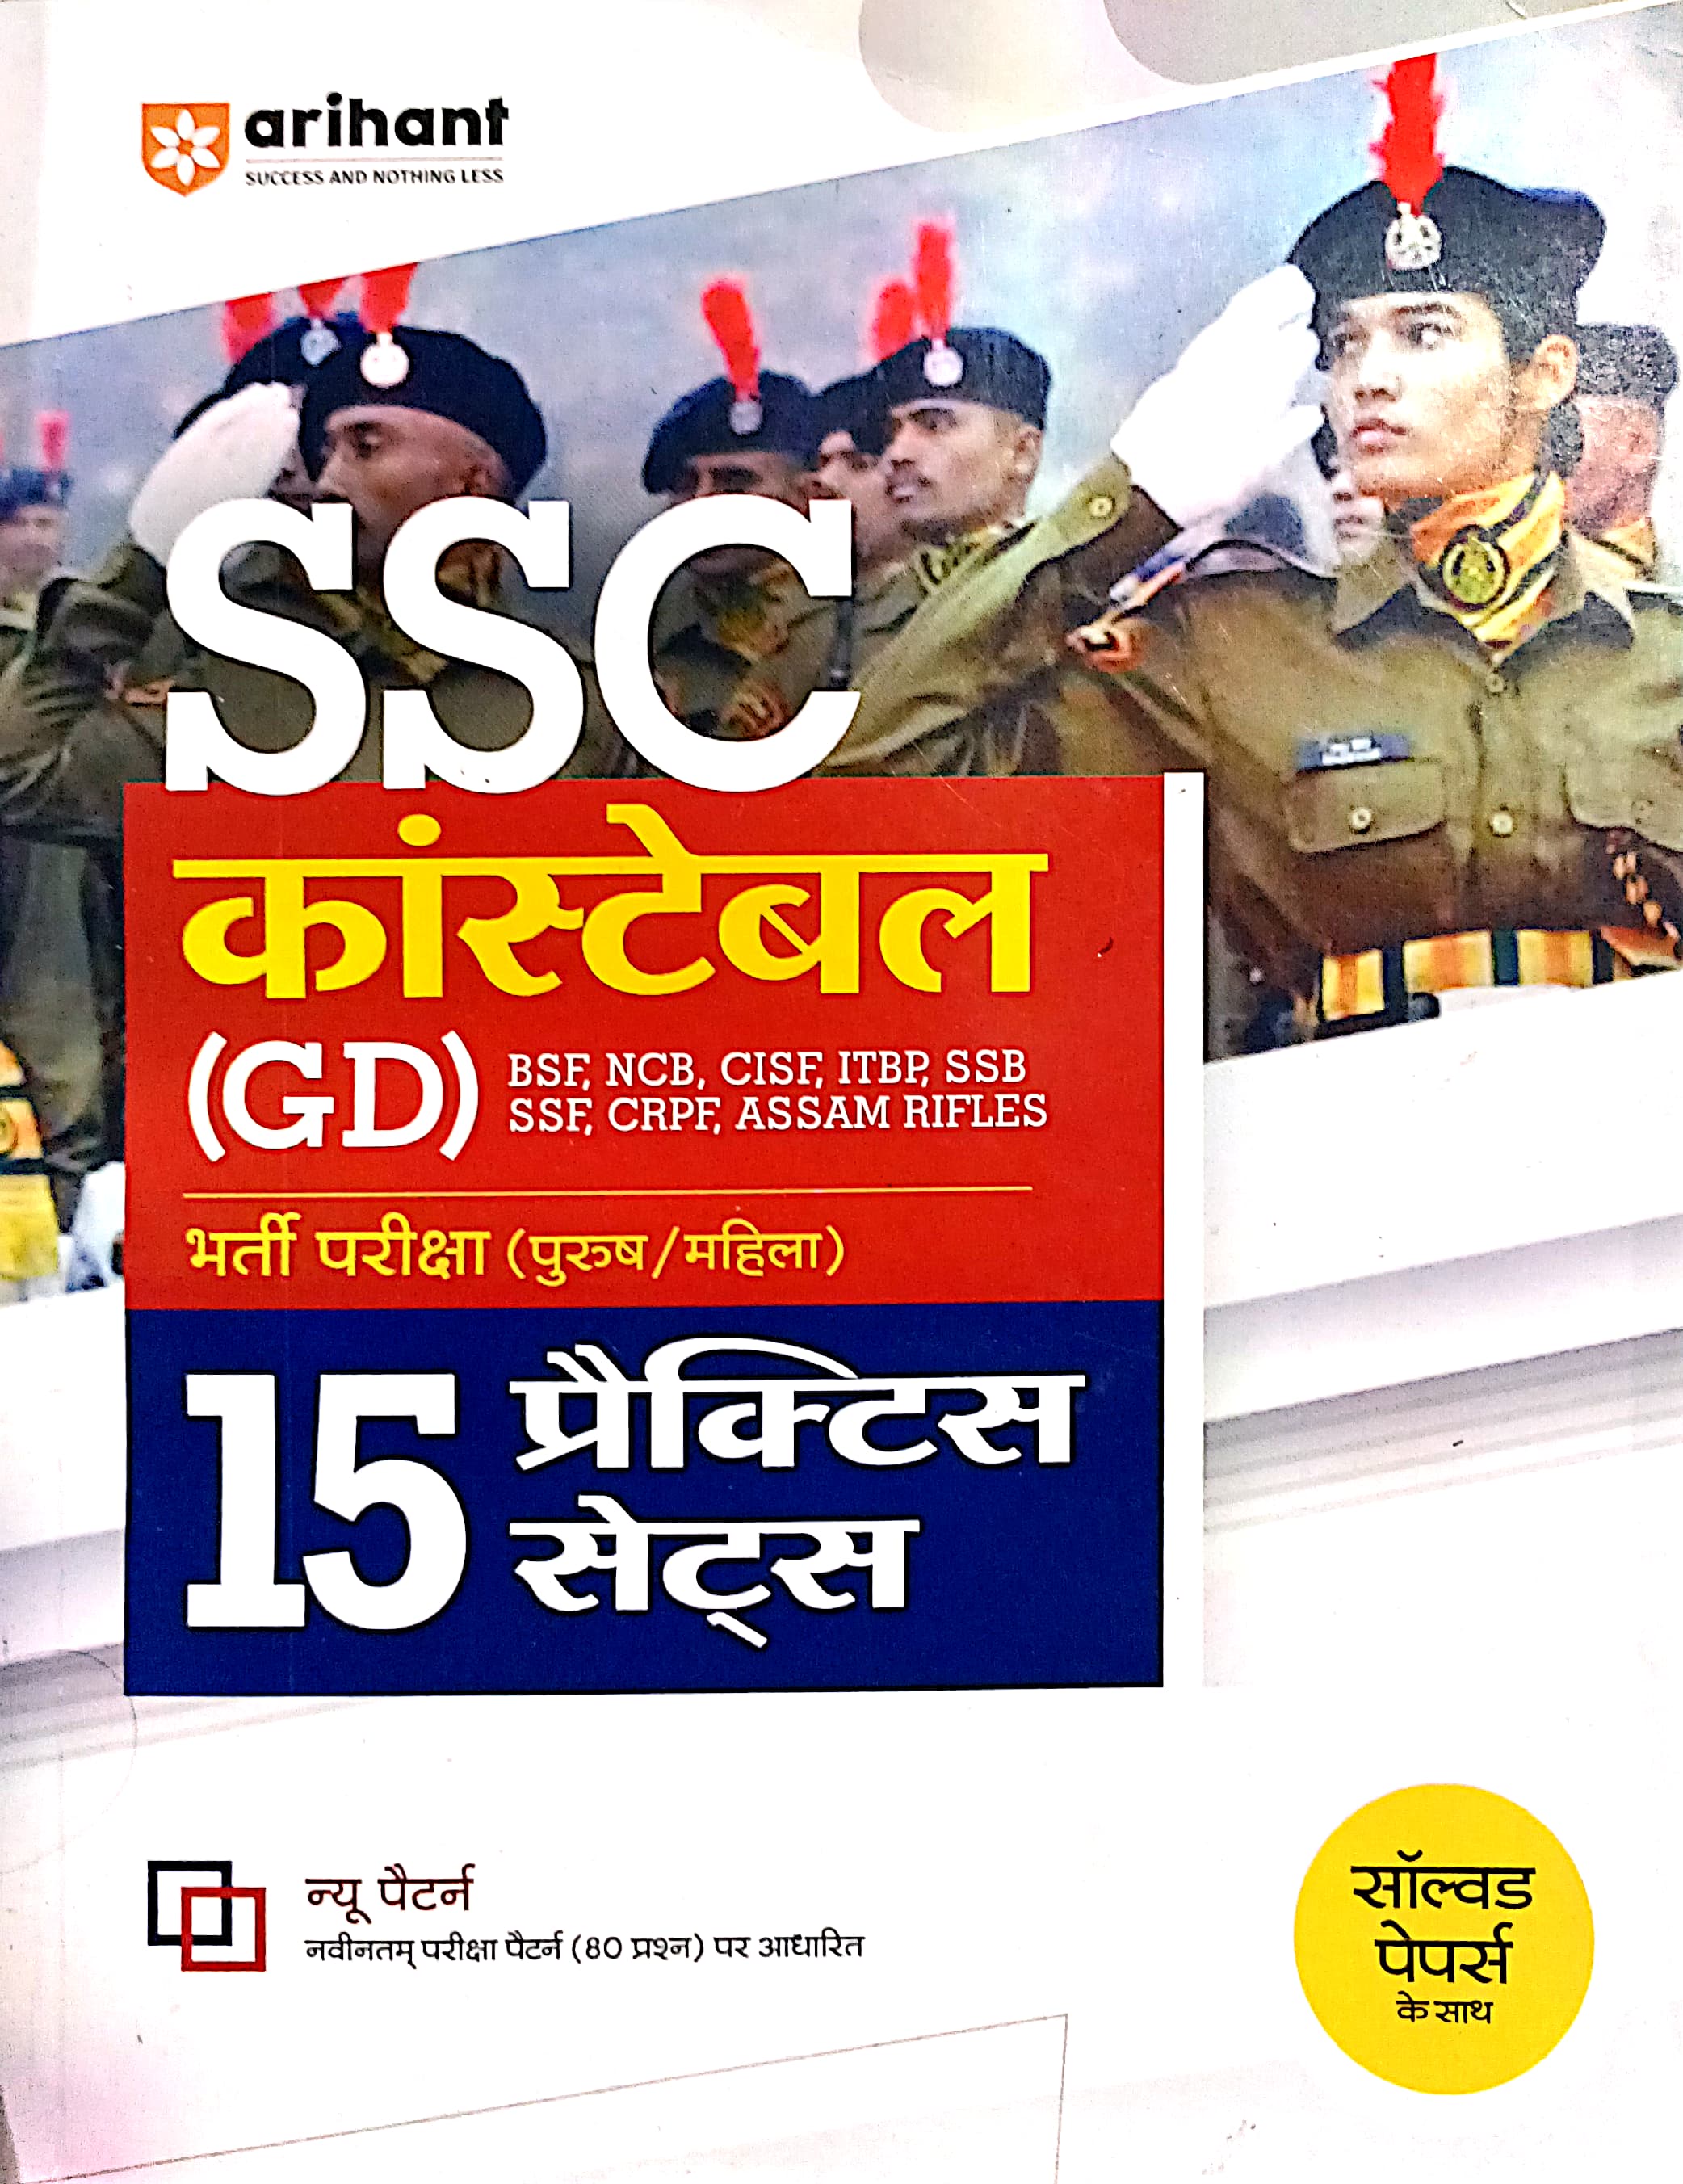 arihant
SUCCESS AND NOTHING LESS
SSC
कांस्टेबल
(GD)
BSF, NCB, CISF, ITBP, SSB
SSF, CRPF, ASSAM RIFLES
भर्ती परीक्षा (पुरुष/महिला)
15
प्रैक्टिस
सेट्स
न्यू पैटर्न
नवीनतम् परीक्षा पैटर्न (80 प्रश्न) पर आधारित
सॉल्वड
पेपर्स
के साथ